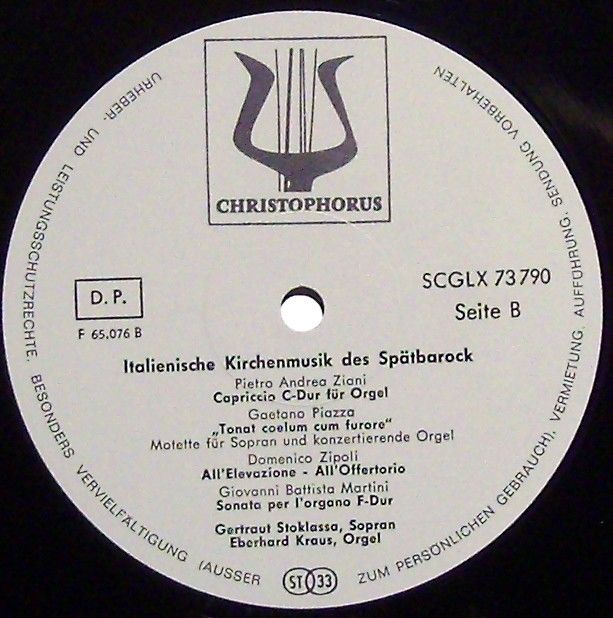 CHRISTOPHORUS
D. P.
F 65.076 B
SCGLX 73 790
Seite B
Italienische Kirchenmusik des Spätbarock
Pietro Andrea Ziani
Capriccio C-Dur für Orgel
Gaetano Piazza
„Tonat coelum cum furore"
Motette für Sopran und konzertierende Orgel
Domenico Zipoli
All'Elevazione - All'Offertorio
Giovanni Battista Martini
Sonata per l'organo F-Dur
Gertraut Stoklassa, Sopran
Eberhard Kraus, Orgel
ST 33
URHEBER- UND LEISTUNGSSCHUTZRECHTE, BESONDERS VERVIELFÄLTIGUNG (AUSSER ZUM PERSÖNLICHEN GEBRAUCH), VERMIETUNG, AUFFÜHRUNG, SENDUNG VORBEHALTEN